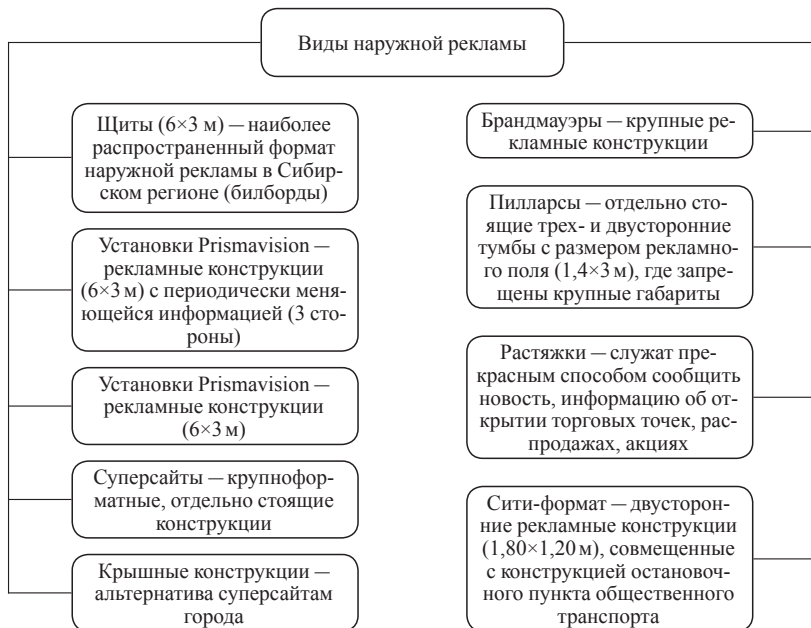 Виды наружной рекламы
Щиты (6×3 м) — наиболее
распространенный формат
наружной рекламы в Сибир-
ском регионе (билборды)
Установки Prismavision —
рекламные конструкции
(6×3 м) с периодически меня-
ющейся информацией (3 сто-
роны)
Установки Prismavision —
рекламные конструкции
(6×3 м)
Суперсайты — крупнофор-
матные, отдельно стоящие
конструкции
Крышные конструкции —
альтернатива суперсайтам
города
Брандмауэры — крупные ре-
кламные конструкции
Пилларсы — отдельно сто-
ящие трех- и двусторонние
тумбы с размером рекламно-
го поля (1,4×3 м), где запре-
щены крупные габариты
Растяжки — служат пре-
красным способом сообщить
новость, информацию об от-
крытии торговых точек, рас-
продажах, акциях
Сити-формат — двусторон-
ние рекламные конструкции
(1,80×1,20 м), совмещенные
с конструкцией остановоч-
ного пункта общественного
транспорта